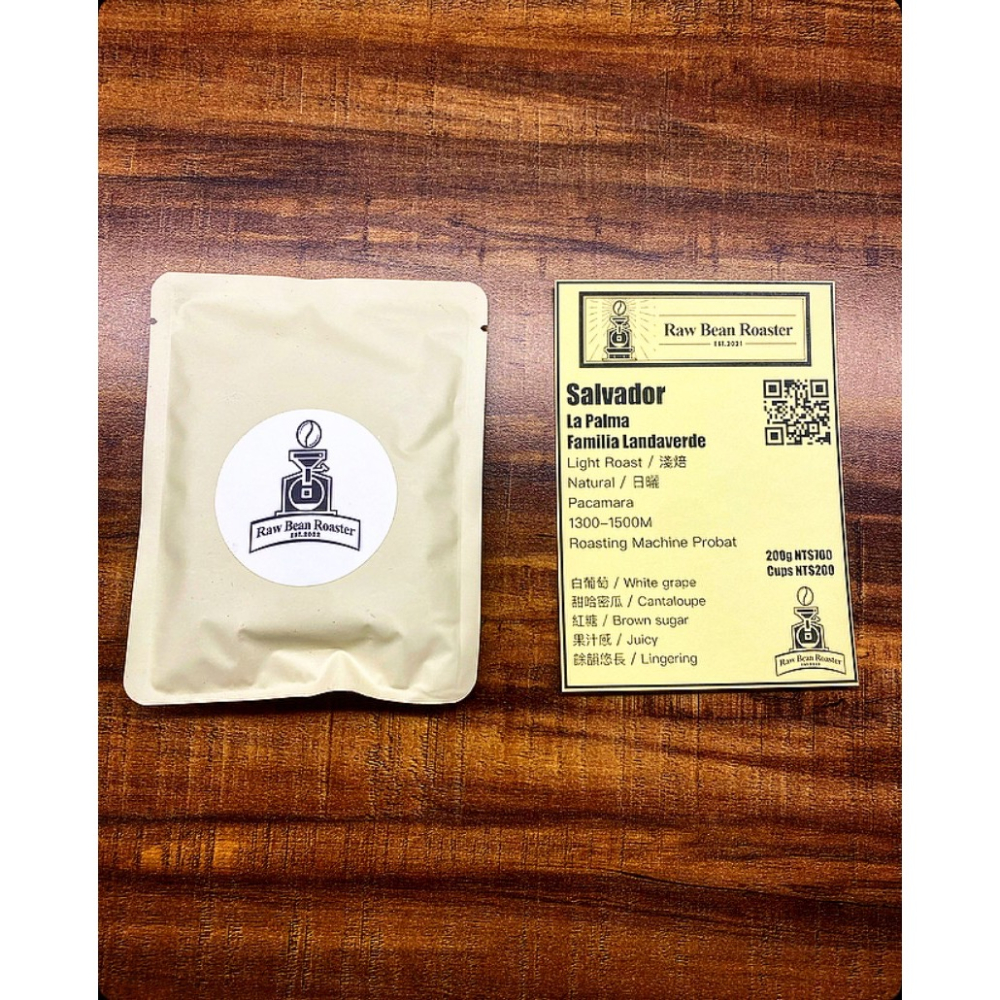 Raw Bean Roaster
EST.2022
Raw Bean Roaster
EST.2021
Salvador
La Palma
Familia Landaverde
Light Roast / 淺焙
Natural / 日曬
Pacamara
1300-1500M
Roasting Machine Probat
200g NT$700
Cups NT$200
白葡萄 / White grape
甜哈密瓜 / Cantaloupe
紅糖 / Brown sugar
果汁感 / Juicy
餘韻悠長 / Lingering
Raw Bean Roaster